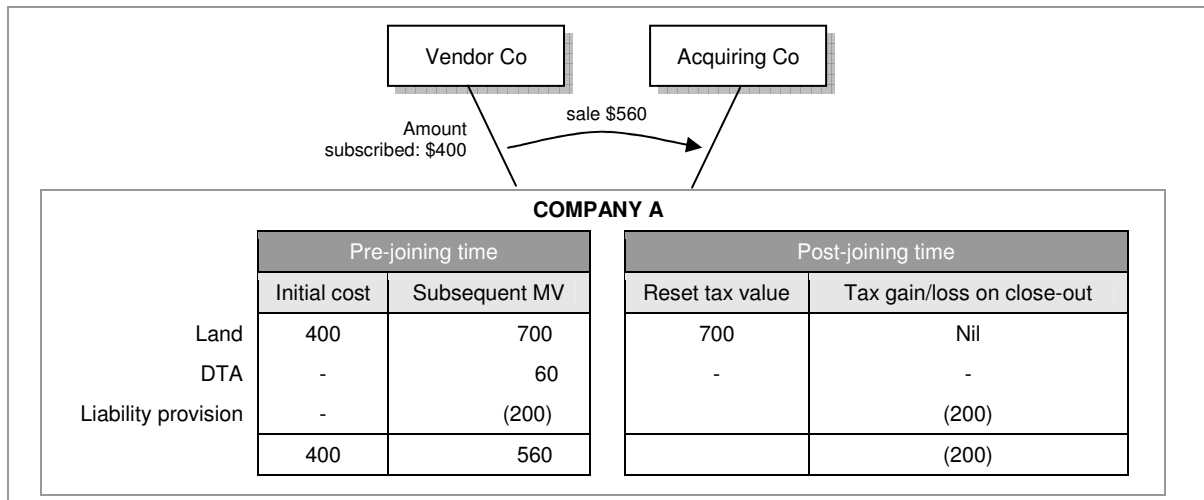 Vendor Co
Acquiring Co
sale $560
Amount
subscribed: $400
COMPANY A
Pre-joining time
Post-joining time
Initial cost Subsequent MV Reset tax value Tax gain/loss on close-out
Land 400 700 700 Nil
DTA - 60 - -
Liability provision - (200) (200)
400 560 (200)